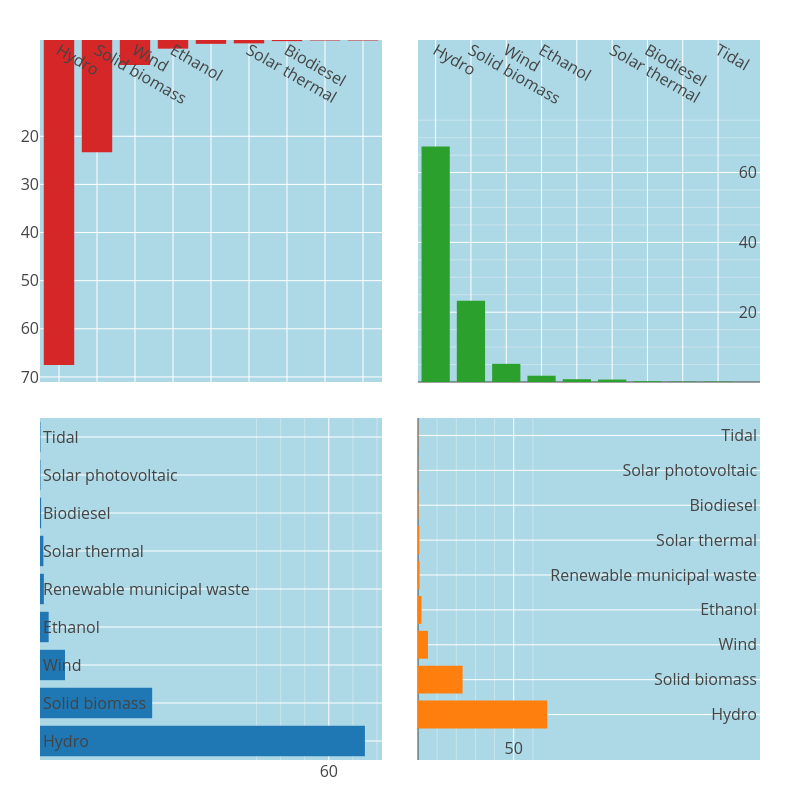 Hydro
Solid biomass
Wind
Ethanol
Solar thermal
Biodiesel
20
30
40
50
60
70
Hydro
Solid biomass
Wind
Ethanol
Solar thermal
Biodiesel
Tidal
60
40
20
Tidal
Solar photovoltaic
Biodiesel
Solar thermal
Renewable municipal waste
Ethanol
Wind
Solid biomass
Hydro
60
Tidal
Solar photovoltaic
Biodiesel
Solar thermal
Renewable municipal waste
Ethanol
Wind
Solid biomass
Hydro
50